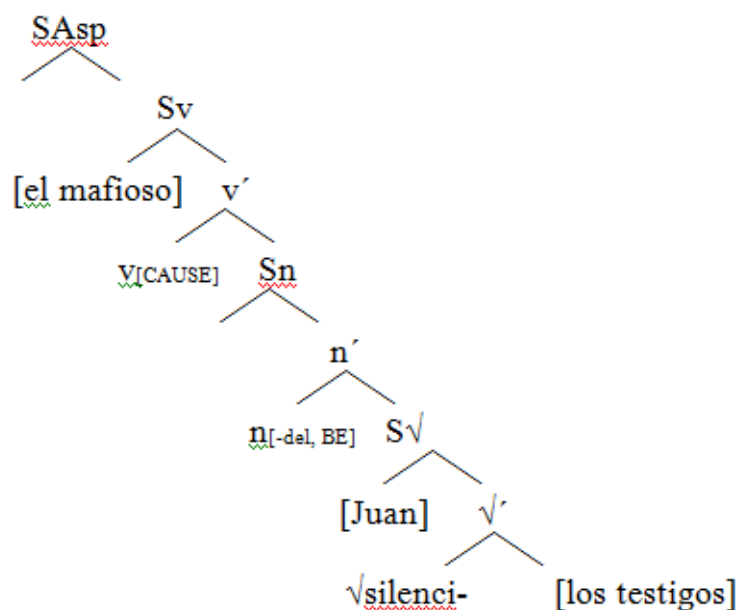 SAsp
Sv
[el mafioso] v´
v[CAUSE] Sn
n´
n[-del, BE] S√
[Juan] √´
√silenci- [los testigos]